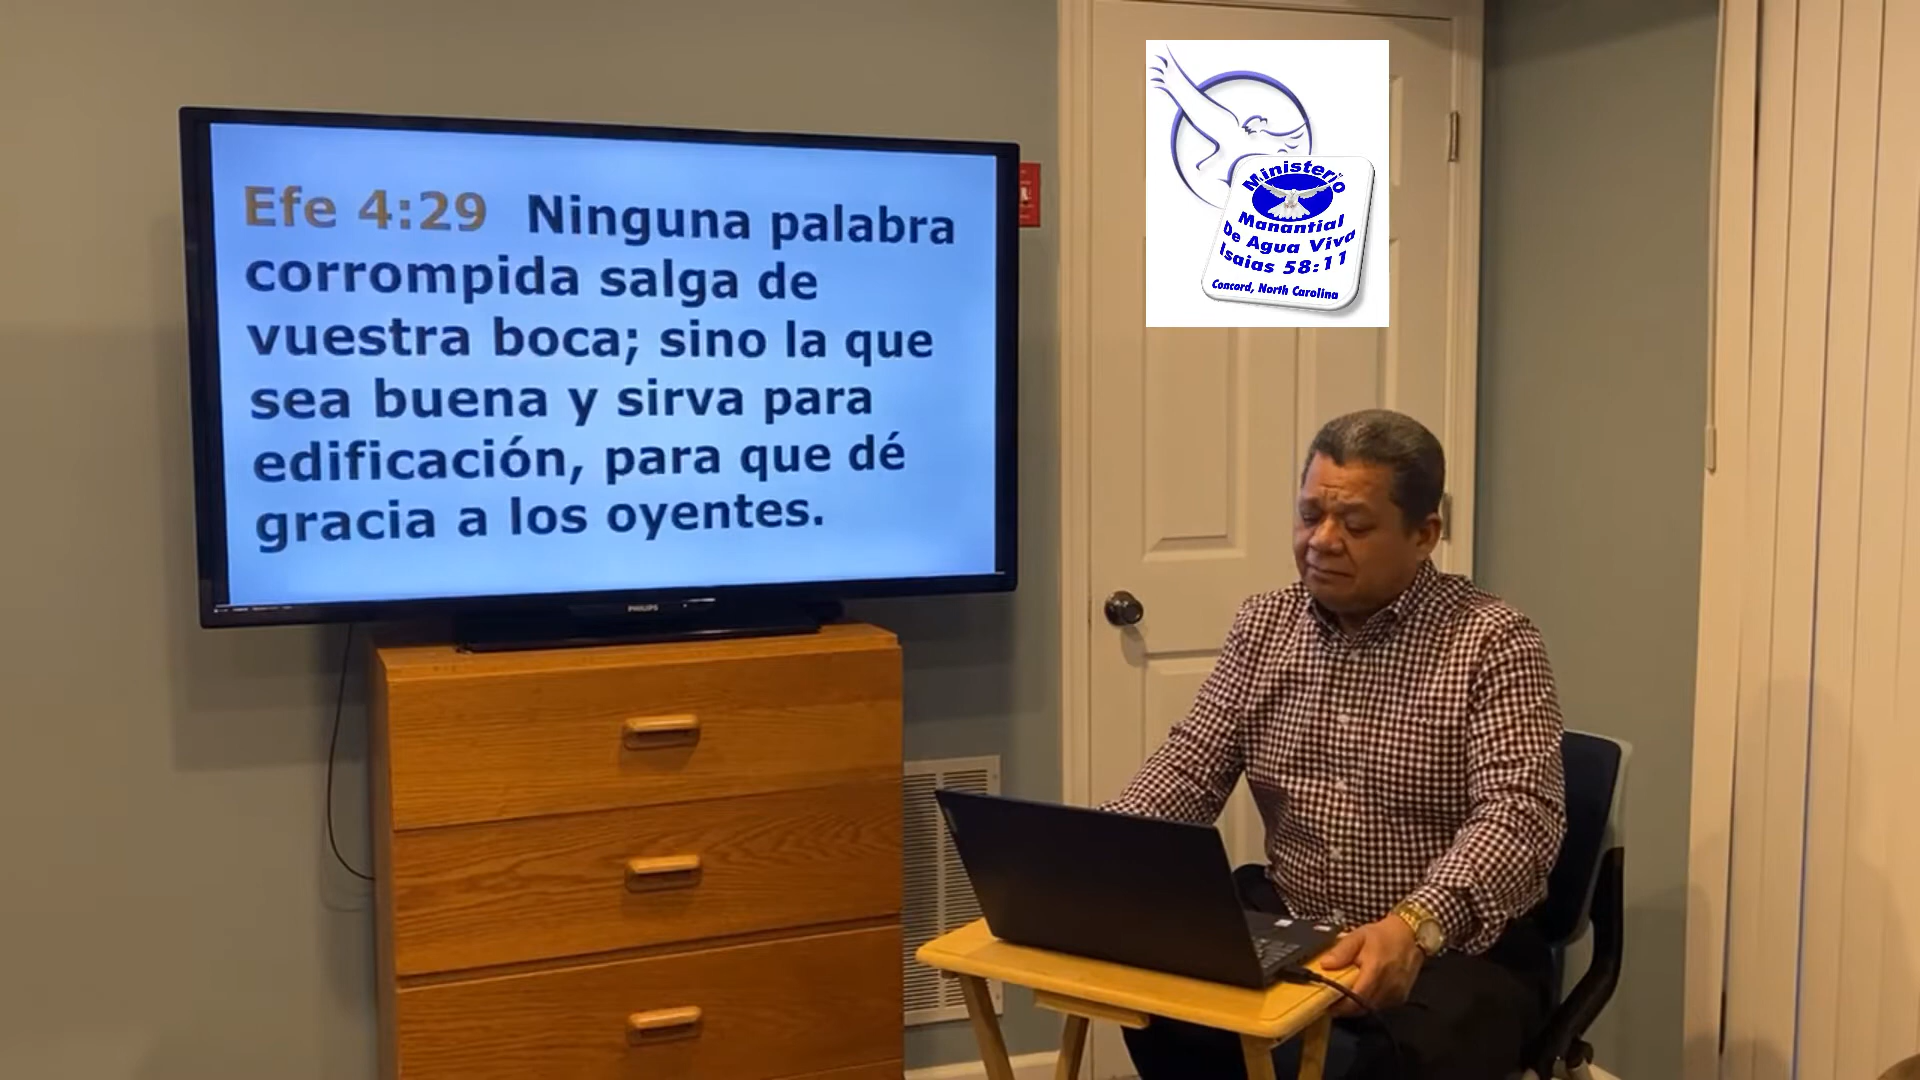 Efe 4:29 Ninguna palabra
corrompida salga de
vuestra boca; sino la que
sea buena y sirva para
edificación, para que dé
gracia a los oyentes.
PHILIPS
Ministerio
Manantial
De Agua Viva
Isaias 58:11
Concord, North Carolina